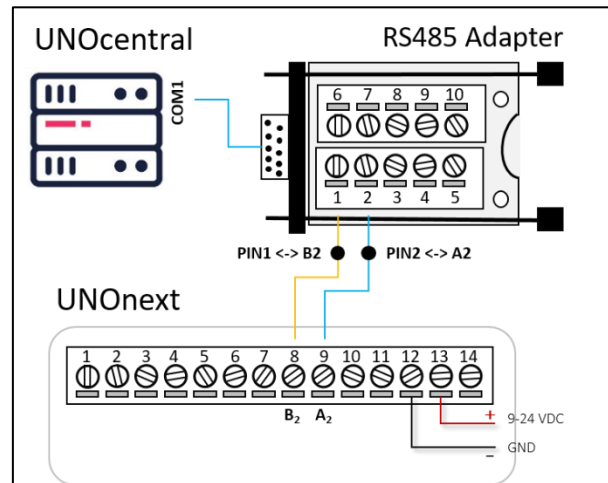 UNOcentral
RS485 Adapter
COM1
6 7 8 9 10
1 2 3 4 5
PIN1 <-> B2
PIN2 <-> A2
UNOnext
1 2 3 4 5 6 7 8 9 10 11 12 13 14
B₂ A₂
+ 9-24 VDC
− GND